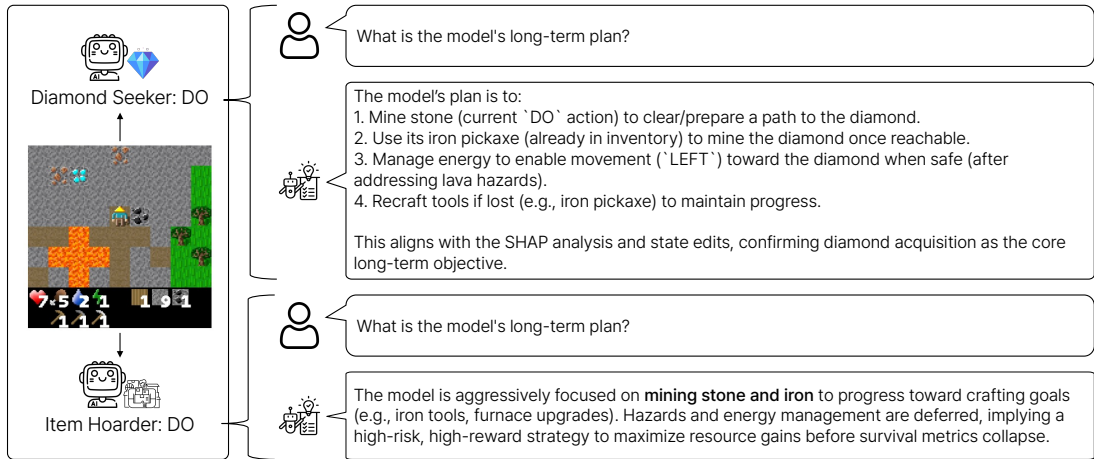 What is the model's long-term plan?
AI
Diamond Seeker: DO
The model's plan is to:
1. Mine stone (current `DO` action) to clear/prepare a path to the diamond.
2. Use its iron pickaxe (already in inventory) to mine the diamond once reachable.
3. Manage energy to enable movement (`LEFT`) toward the diamond when safe (after
addressing lava hazards).
4. Recraft tools if lost (e.g., iron pickaxe) to maintain progress.
This aligns with the SHAP analysis and state edits, confirming diamond acquisition as the core
long-term objective.
7 5 2 1 1 9 1
1 1 1
What is the model's long-term plan?
AI
Item Hoarder: DO
The model is aggressively focused on mining stone and iron to progress toward crafting goals
(e.g., iron tools, furnace upgrades). Hazards and energy management are deferred, implying a
high-risk, high-reward strategy to maximize resource gains before survival metrics collapse.